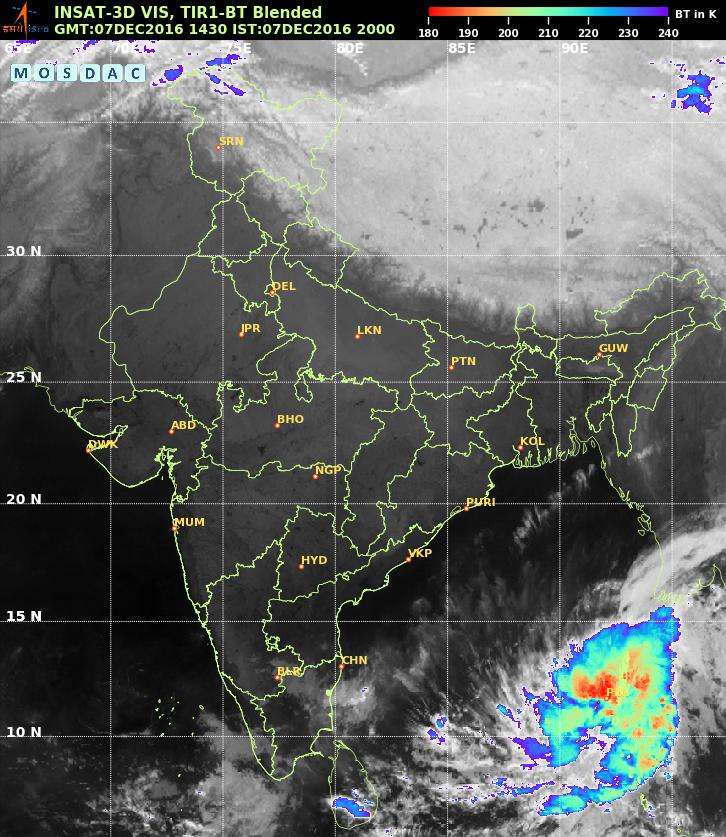 INSAT-3D VIS, TIR1-BT Blended
GMT:07DEC2016 1430 IST:07DEC2016 2000
BT in K
180 190 200 210 220 230 240
65E 70E 75E 80E 85E 90E
M O S D A C
SRN
30 N
DEL
JPR LKN
GUW
PTN
25 N
ABD BHO
DWK KOL
NGP
20 N PURI
MUM
VKP
HYD
15 N
CHN
BLR
10 N